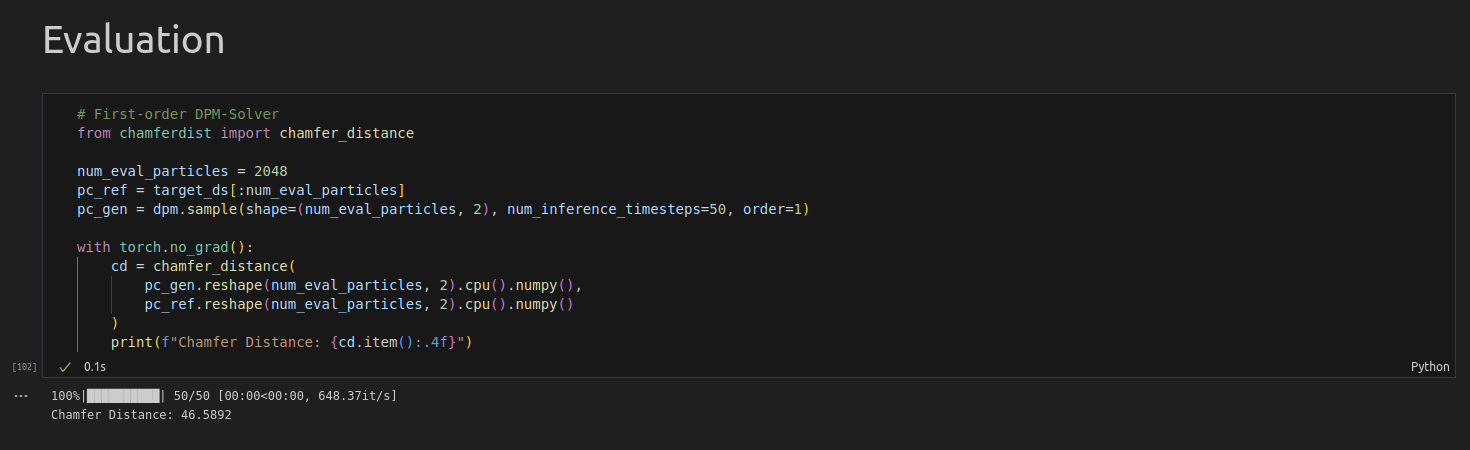 Evaluation
# First-order DPM-Solver
from chamferdist import chamfer_distance
num_eval_particles = 2048
pc_ref = target_ds[:num_eval_particles]
pc_gen = dpm.sample(shape=(num_eval_particles, 2), num_inference_timesteps=50, order=1)
with torch.no_grad():
    cd = chamfer_distance(
        pc_gen.reshape(num_eval_particles, 2).cpu().numpy(),
        pc_ref.reshape(num_eval_particles, 2).cpu().numpy()
    )
    print(f"Chamfer Distance: {cd.item():.4f}")
[102] ✓ 0.1s Python
... 100%|██████████| 50/50 [00:00<00:00, 648.37it/s]
Chamfer Distance: 46.5892